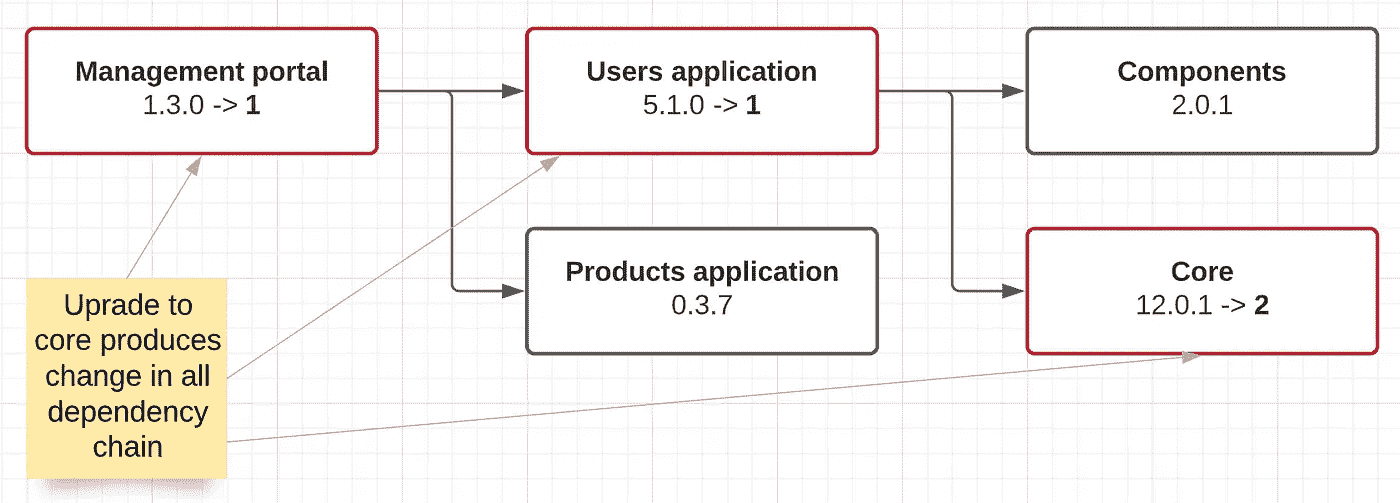 Management portal
1.3.0 -> 1
Users application
5.1.0 -> 1
Components
2.0.1
Products application
0.3.7
Core
12.0.1 -> 2
Uprade to
core produces
change in all
dependency
chain